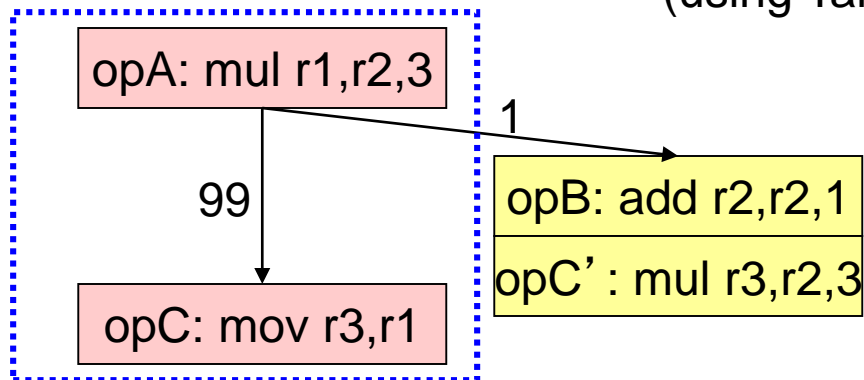 (using
opA: mul r1,r2,3
1
99
opB: add r2,r2,1
opC’: mul r3,r2,3
opC: mov r3,r1